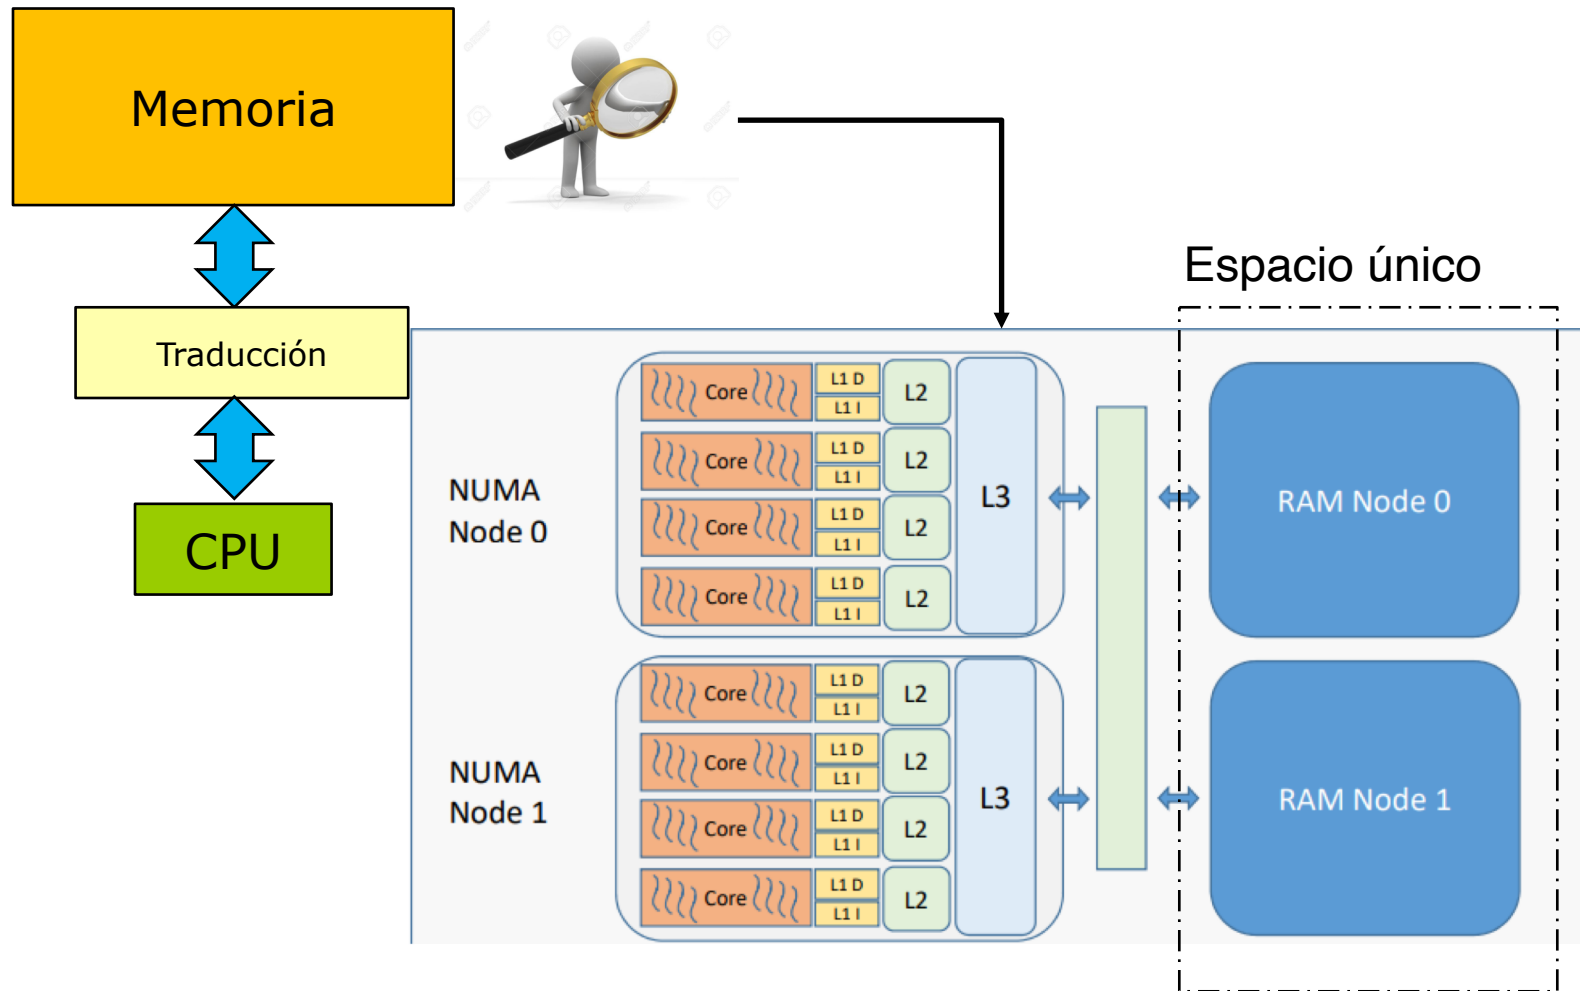 Memoria
Traducción
CPU
Espacio único
NUMA
Node 0
Core
L1 D
L1 I
L2
Core
L1 D
L1 I
L2
Core
L1 D
L1 I
L2
Core
L1 D
L1 I
L2
L3
RAM Node 0
NUMA
Node 1
Core
L1 D
L1 I
L2
Core
L1 D
L1 I
L2
Core
L1 D
L1 I
L2
Core
L1 D
L1 I
L2
L3
RAM Node 1